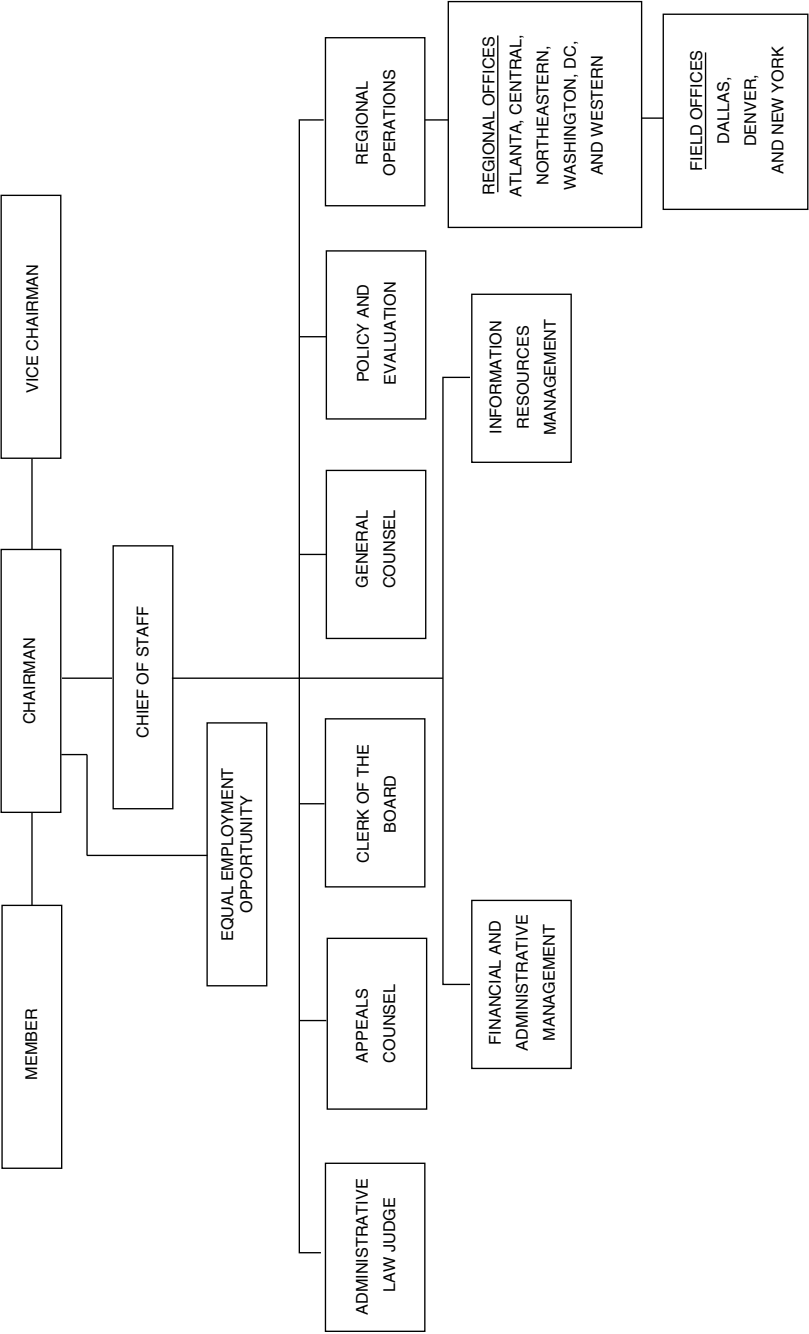 MEMBER
CHAIRMAN
VICE CHAIRMAN
CHIEF OF STAFF
EQUAL EMPLOYMENT
OPPORTUNITY
ADMINISTRATIVE
LAW JUDGE
APPEALS
COUNSEL
CLERK OF THE
BOARD
GENERAL
COUNSEL
POLICY AND
EVALUATION
REGIONAL
OPERATIONS
FINANCIAL AND
ADMINISTRATIVE
MANAGEMENT
INFORMATION
RESOURCES
MANAGEMENT
REGIONAL OFFICES
ATLANTA, CENTRAL,
NORTHEASTERN,
WASHINGTON, DC,
AND WESTERN
FIELD OFFICES
DALLAS,
DENVER,
AND NEW YORK